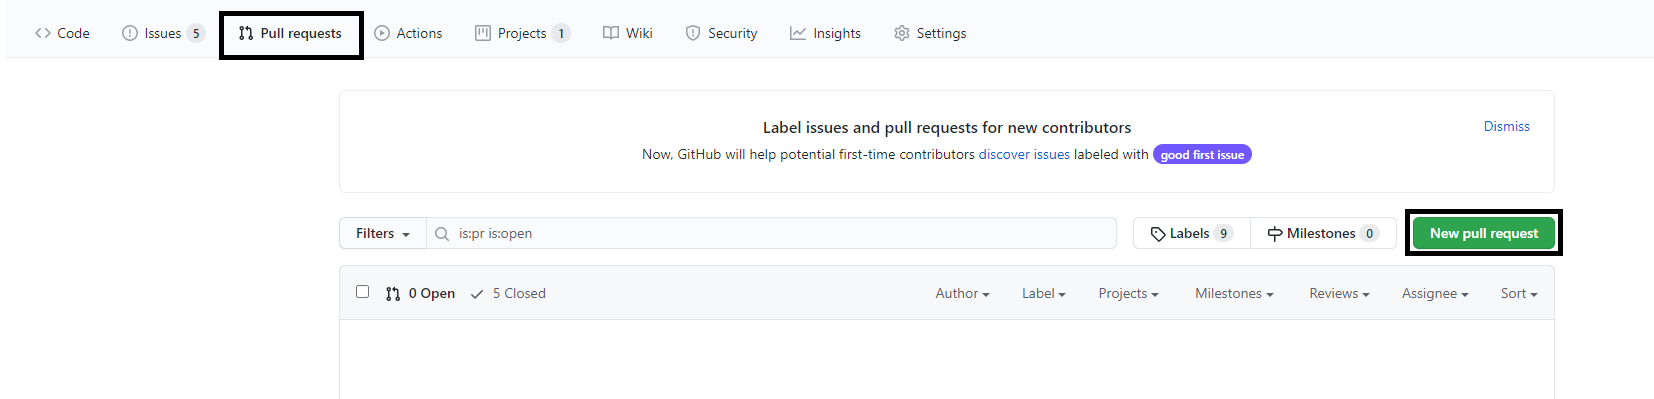 Code Issues 5 Pull requests Actions Projects 1 Wiki Security Insights Settings
Label issues and pull requests for new contributors
Dismiss
Now, GitHub will help potential first-time contributors discover issues labeled with good first issue
Filters is:pr is:open Labels 9 Milestones 0 New pull request
0 Open 5 Closed Author Label Projects Milestones Reviews Assignee Sort